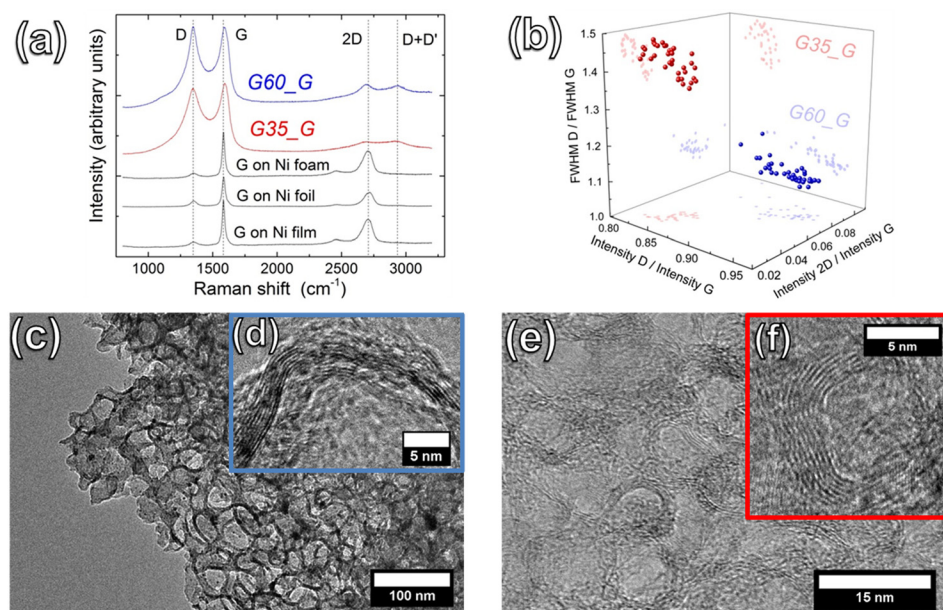 (a)
D
G
2D
D+D'
G60_G
G35_G
G on Ni foam
G on Ni foil
G on Ni film
Intensity (arbitrary units)
1000
1500
2000
2500
3000
Raman shift (cm⁻¹)
(b)
1.5
1.4
1.3
1.2
1.1
1.0
FWHM D / FWHM G
G35_G
G60_G
0.80
0.85
0.90
0.95
Intensity D / Intensity G
0.02
0.04
0.06
0.08
Intensity 2D / Intensity G
(c)
100 nm
(d)
5 nm
(e)
15 nm
(f)
5 nm